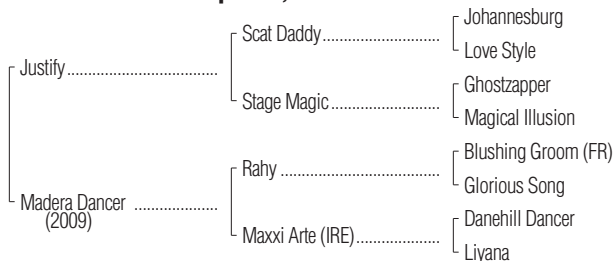 Johannesburg
Scat Daddy
Love Style
Justify
Ghostzapper
Stage Magic
Magical Illusion
Blushing Groom (FR)
Rahy
Glorious Song
Madera Dancer
(2009)
Danehill Dancer
Maxxi Arte (IRE)
Liyana